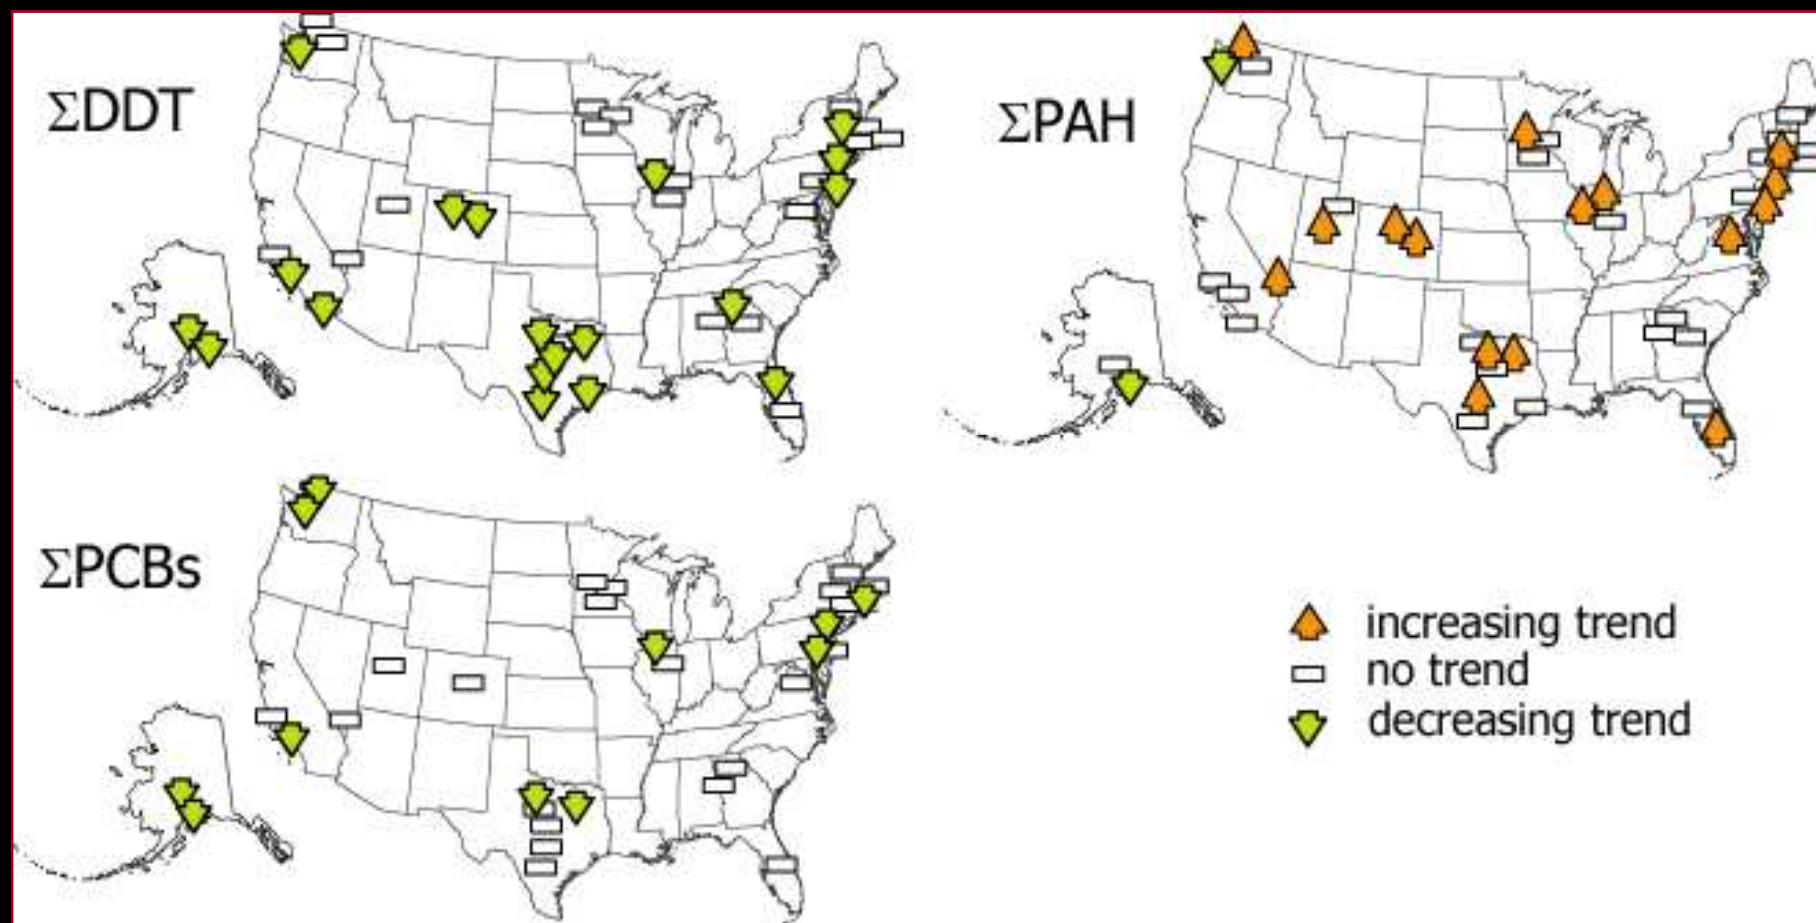 ΣDDT
ΣPAH
ΣPCBs
increasing trend
no trend
decreasing trend